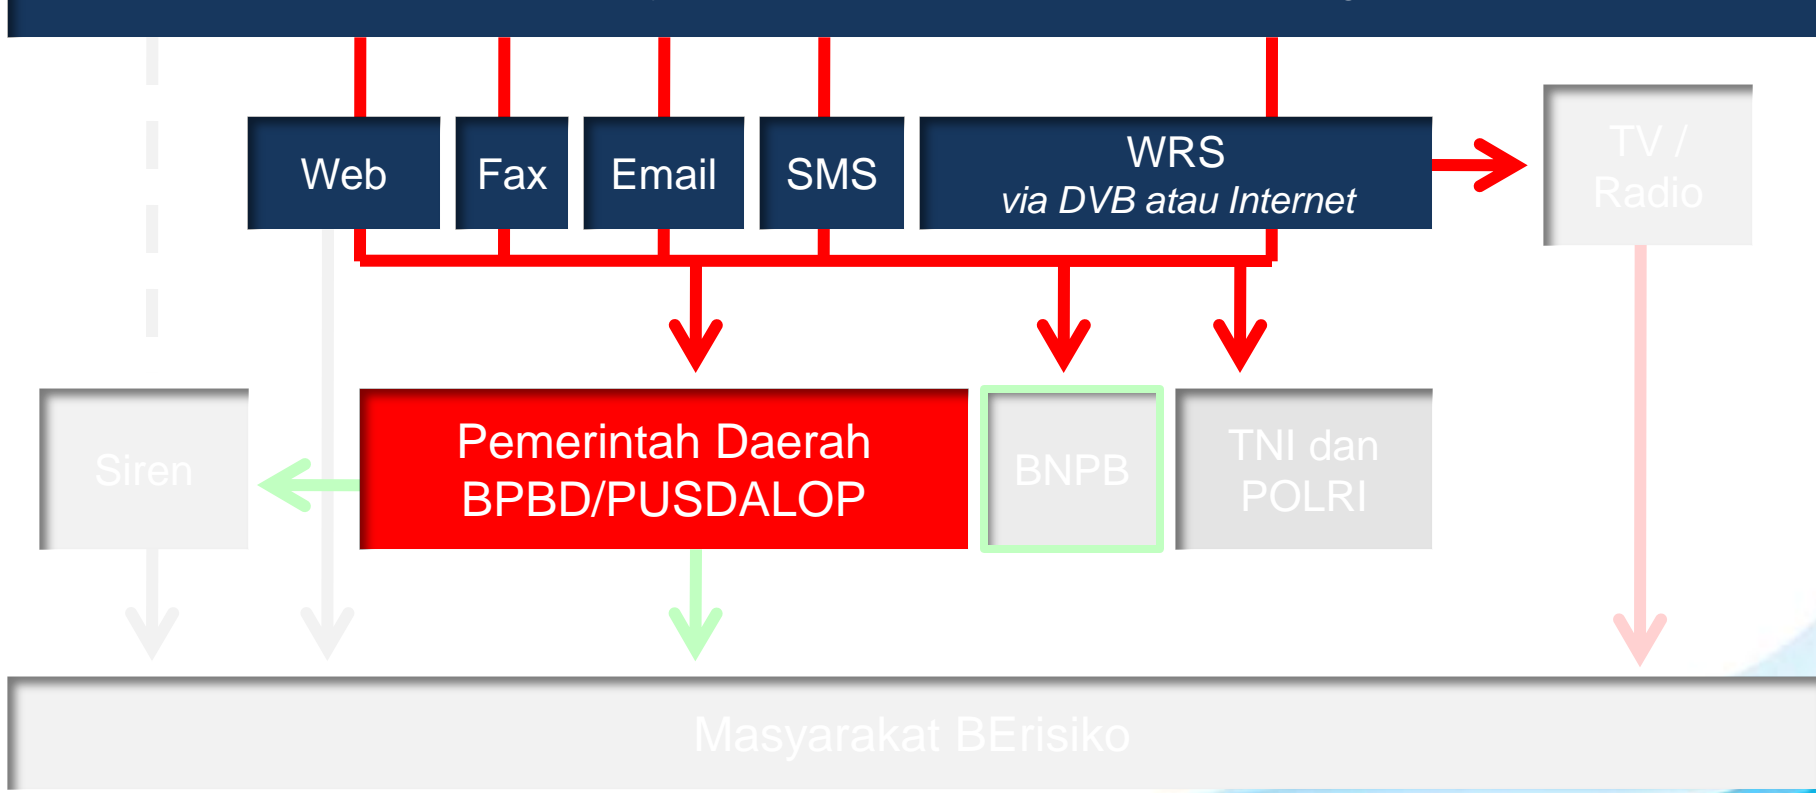 Web
Fax
Email
SMS
WRS
via DVB atau Internet
TV /
Radio
Siren
Pemerintah Daerah
BPBD/PUSDALOP
BNPB
TNI dan
POLRI
Masyarakat BErisiko